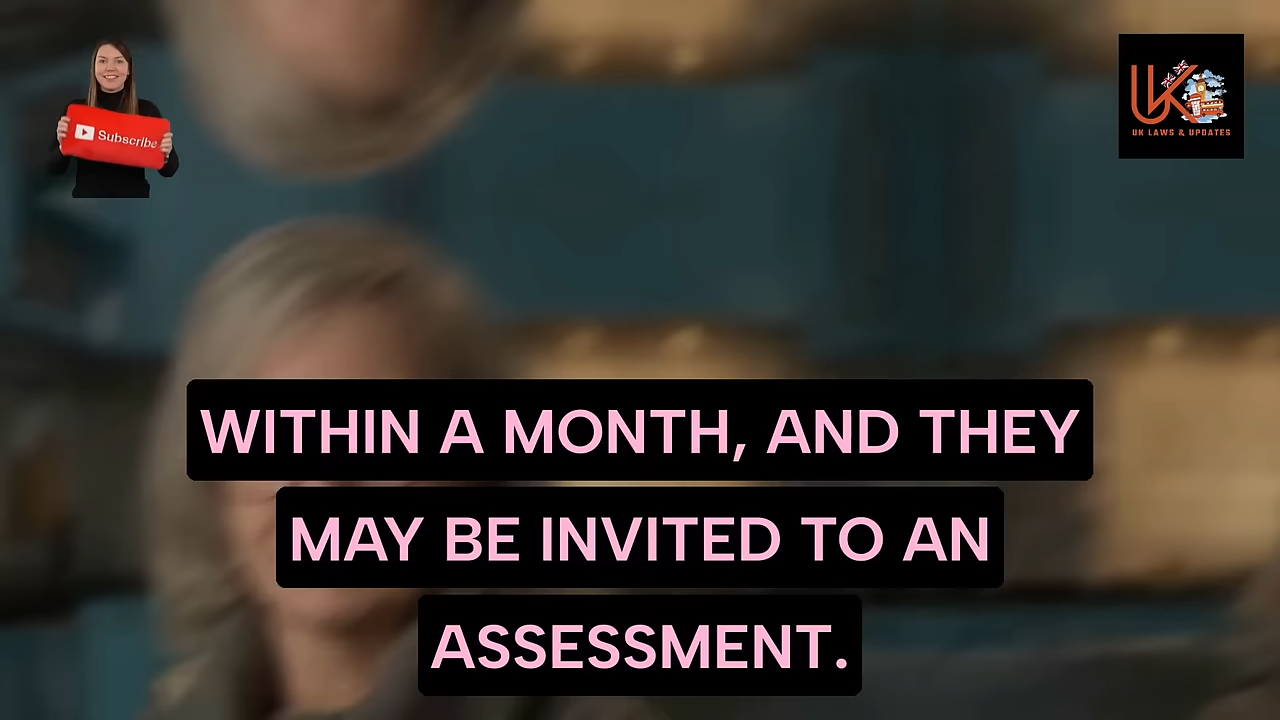 Subscribe
UK
UK LAWS & UPDATES
WITHIN A MONTH, AND THEY
MAY BE INVITED TO AN
ASSESSMENT.